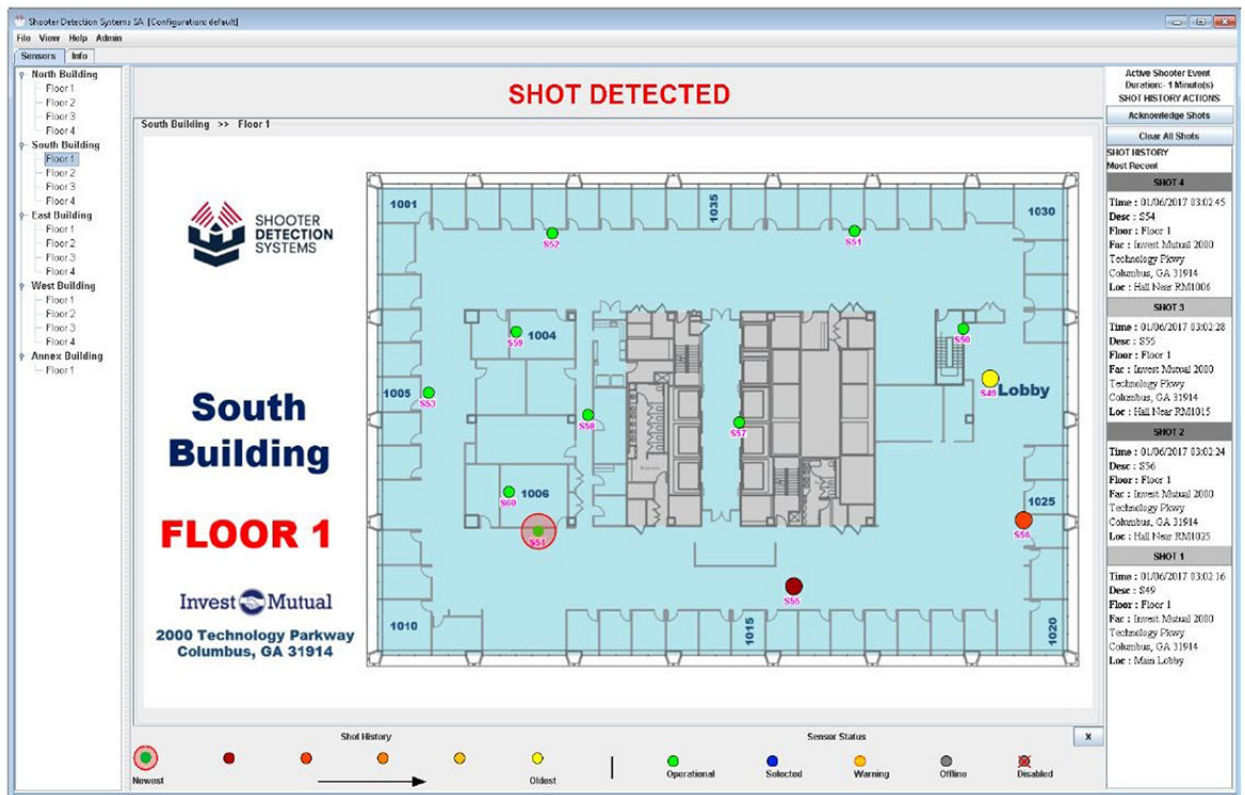 Shooter Detection Systems SA [Configuration: default]
File View Help Admin
Sensors Info
North Building
Floor 1
Floor 2
Floor 3
Floor 4
South Building
Floor 1
Floor 2
Floor 3
Floor 4
East Building
Floor 1
Floor 2
Floor 3
Floor 4
West Building
Floor 1
Floor 2
Floor 3
Floor 4
Annex Building
Floor 1
SHOT DETECTED
South Building >> Floor 1
SHOOTER
DETECTION
SYSTEMS
South
Building
FLOOR 1
Invest Mutual
2000 Technology Parkway
Columbus, GA 31914
1001
1035
1030
S52
S51
S59
1004
S50
1005
S53
S49
Lobby
S58
S57
S60
1006
1025
S54
S56
S55
1010
1015
1020
Active Shooter Event
Duration:- 1 Minute(s)
SHOT HISTORY ACTIONS
Acknowledge Shots
Clear All Shots
SHOT HISTORY
Most Recent
SHOT 4
Time : 01/06/2017 03:02:45
Desc : S54
Floor : Floor 1
Fac : Invest Mutual 2000
Technology Pkwy
Columbus, GA 31914
Loc : Hall Near RM1006
SHOT 3
Time : 01/06/2017 03:02:28
Desc : S55
Floor : Floor 1
Fac : Invest Mutual 2000
Technology Pkwy
Columbus, GA 31914
Loc : Hall Near RM1015
SHOT 2
Time : 01/06/2017 03:02:24
Desc : S56
Floor : Floor 1
Fac : Invest Mutual 2000
Technology Pkwy
Columbus, GA 31914
Loc : Hall Near RM1025
SHOT 1
Time : 01/06/2017 03:02:16
Desc : S49
Floor : Floor 1
Fac : Invest Mutual 2000
Technology Pkwy
Columbus, GA 31914
Loc : Main Lobby
Shot History
Newest
Oldest
Sensor Status
X
Operational
Selected
Warning
Offline
Disabled